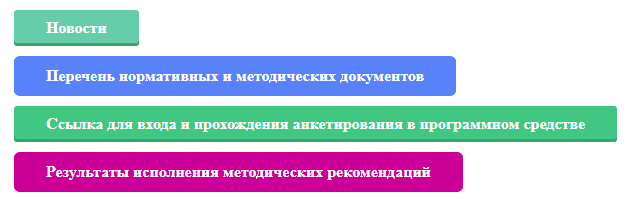 Новости
Перечень нормативных и методических документов
Ссылка для входа и прохождения анкетирования в программном средстве
Результаты исполнения методических рекомендаций